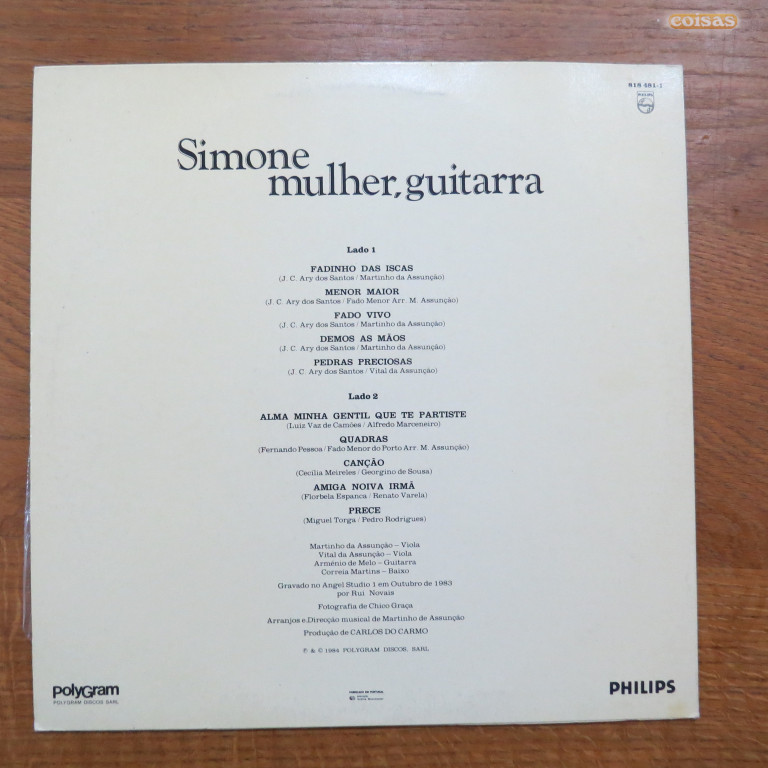 coisas
PHILIPS
Simone
mulher, guitarra
Lado 1
FADINHO DAS ISCAS
(J. C. Ary dos Santos / Martinho da Assunção)
MENOR MAIOR
(J. C. Ary dos Santos / Fado Menor Arr. M. Assunção)
FADO VIVO
(J. C. Ary dos Santos / Martinho da Assunção)
DEMOS AS MÃOS
(J. C. Ary dos Santos / Martinho da Assunção)
PEDRAS PRECIOSAS
(J. C. Ary dos Santos / Vital da Assunção)
Lado 2
ALMA MINHA GENTIL QUE TE PARTISTE
(Luiz Vaz de Camões / Alfredo Marceneiro)
QUADRAS
(Fernando Pessoa / Fado Menor do Porto Arr. M. Assunção)
CANÇÃO
(Cecília Meireles / Georgino de Sousa)
AMIGA NOIVA IRMÃ
(Florbela Espanca / Renato Varela)
PRECE
(Miguel Torga / Pedro Rodrigues)
Martinho da Assunção – Viola
Vital da Assunção – Viola
Arménio de Melo – Guitarra
Correia Martins – Baixo
Gravado no Angel Studio 1 em Outubro de 1983
por Rui Novais
Fotografia de Chico Graça
Arranjos e Direcção musical de Martinho de Assunção
Produção de CARLOS DO CARMO
℗ & © 1984 POLYGRAM DISCOS, SARL
polyGram
POLYGRAM DISCOS SARL
FABRICADO EM PORTUGAL
PHILIPS